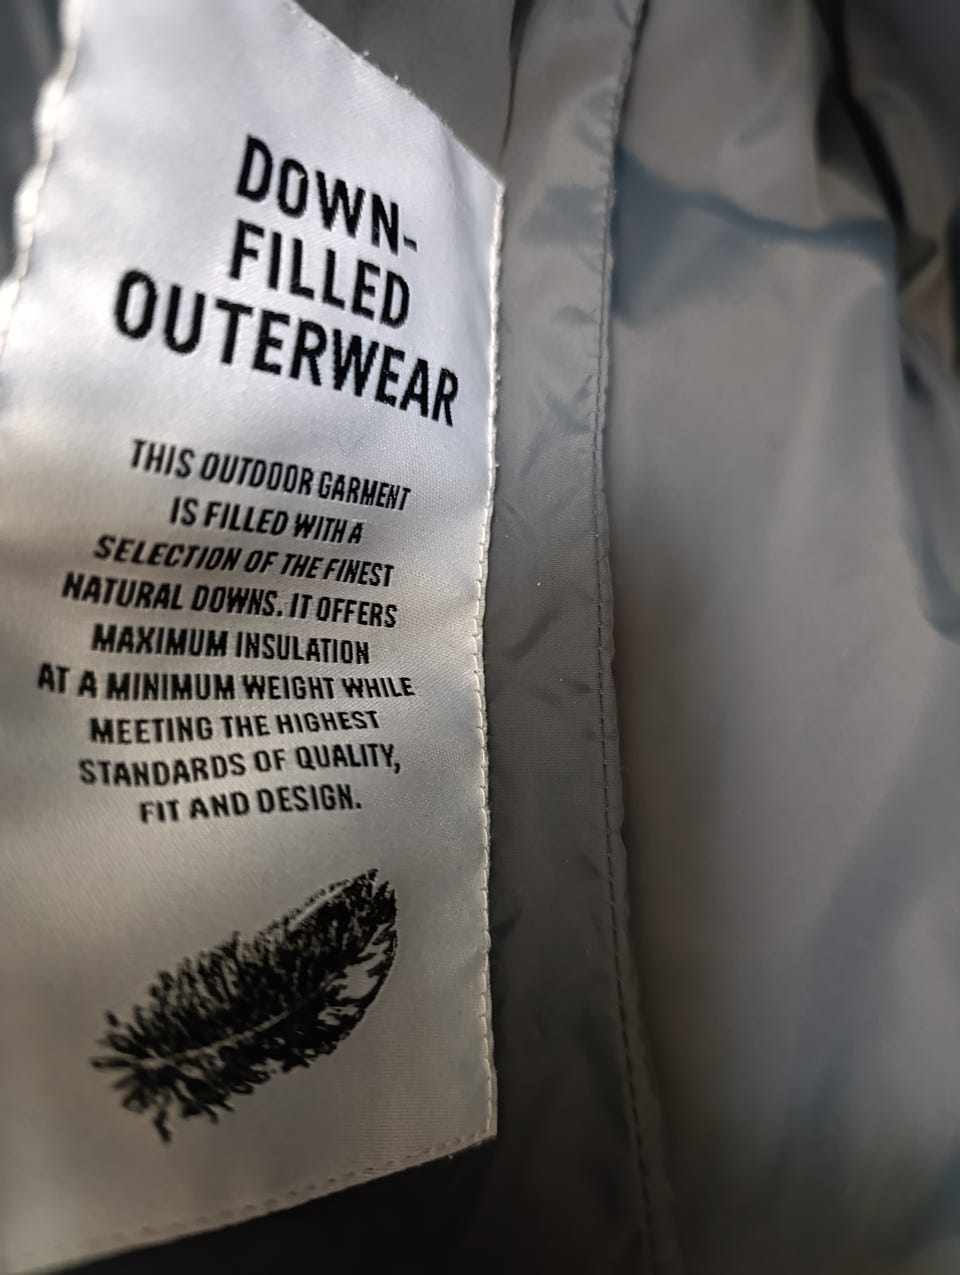 DOWN-
FILLED
OUTERWEAR
THIS OUTDOOR GARMENT
IS FILLED WITH A
SELECTION OF THE FINEST
NATURAL DOWNS. IT OFFERS
MAXIMUM INSULATION
AT A MINIMUM WEIGHT WHILE
MEETING THE HIGHEST
STANDARDS OF QUALITY,
FIT AND DESIGN.